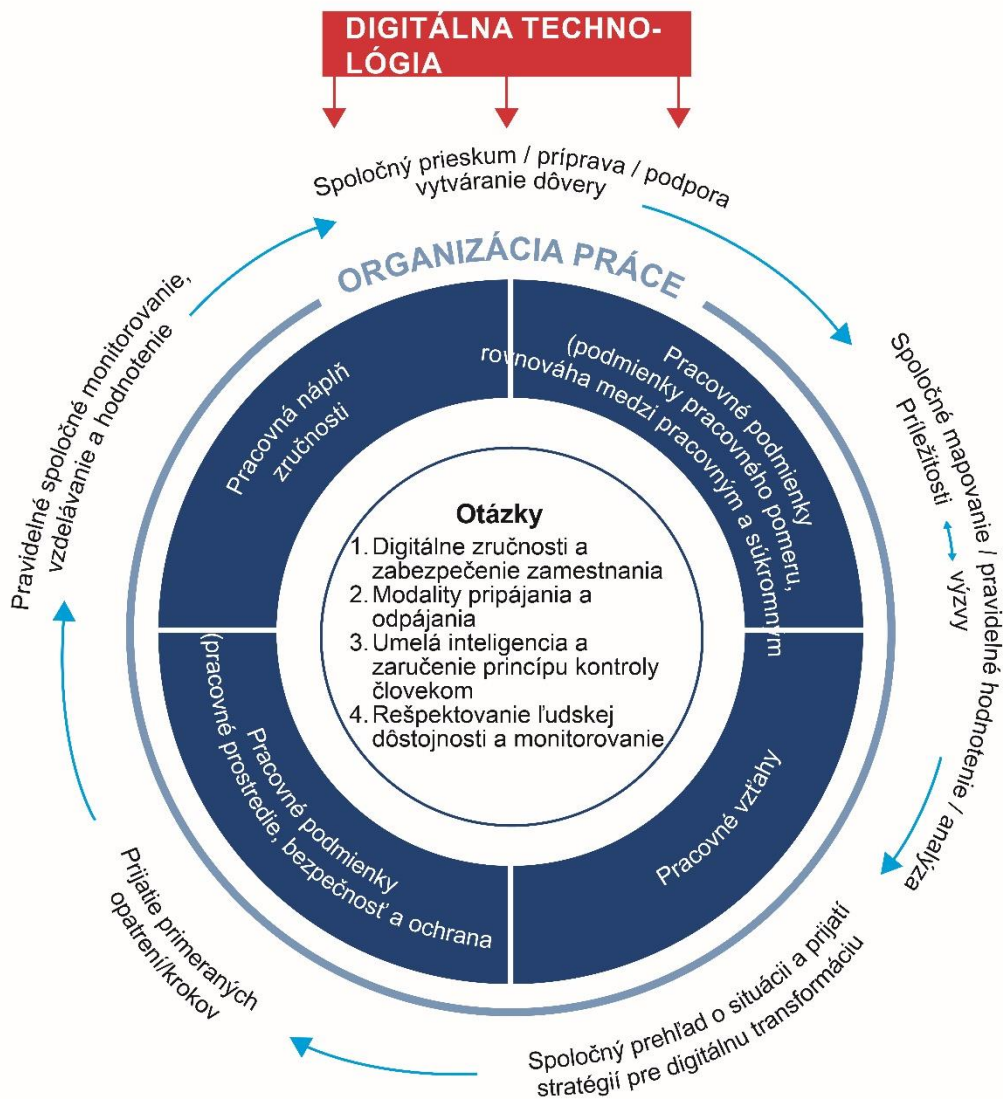 DIGITÁLNA TECHNO-
LÓGIA
Spoločný prieskum / príprava / podpora
vytváranie dôvery
ORGANIZÁCIA PRÁCE
Pracovná náplň
zručnosti
Pracovné podmienky
(podmienky pracovného pomeru,
rovnováha medzi pracovným a súkromným
Spoločné mapovanie / pravidelné hodnotenie / analýza
Príležitosti
výzvy
Otázky
1. Digitálne zručnosti a
zabezpečenie zamestnania
2. Modality pripájania a
odpájania
3. Umelá inteligencia a
zaručenie princípu kontroly
človekom
4. Rešpektovanie ľudskej
dôstojnosti a monitorovanie
Pracovné vzťahy
Pracovné podmienky
(pracovné prostredie, bezpečnosť a ochrana
Spoločný prehľad o situácii a prijatí
stratégií pre digitálnu transformáciu
Prijatie primeraných
opatrení/krokov
Pravidelné spoločné monitorovanie,
vzdelávanie a hodnotenie